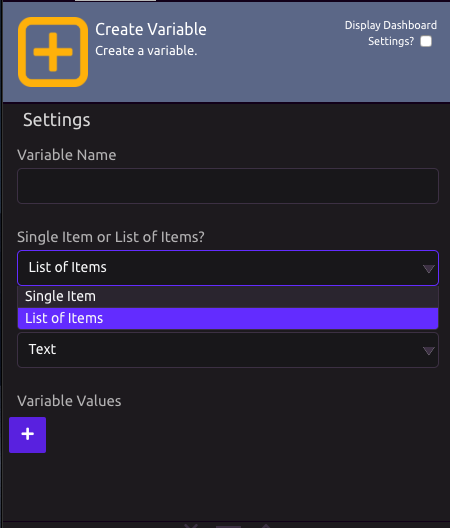 Create Variable
Create a variable.
Display Dashboard
Settings?
Settings
Variable Name
Single Item or List of Items?
List of Items
Single Item
List of Items
Text
Variable Values
+